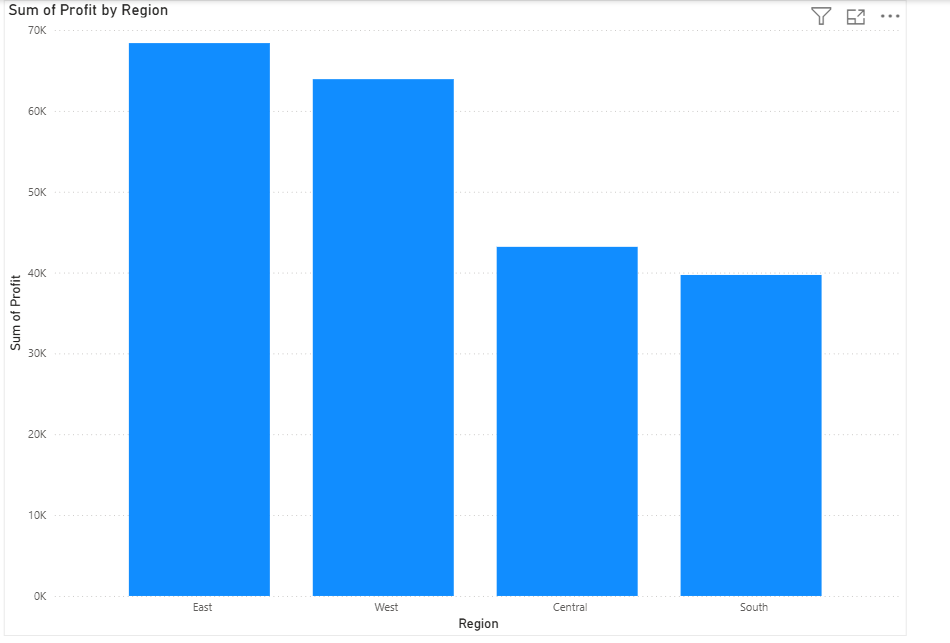 Sum of Profit by Region
70K
60K
50K
40K
30K
20K
10K
0K
Sum of Profit
East West Central South
Region